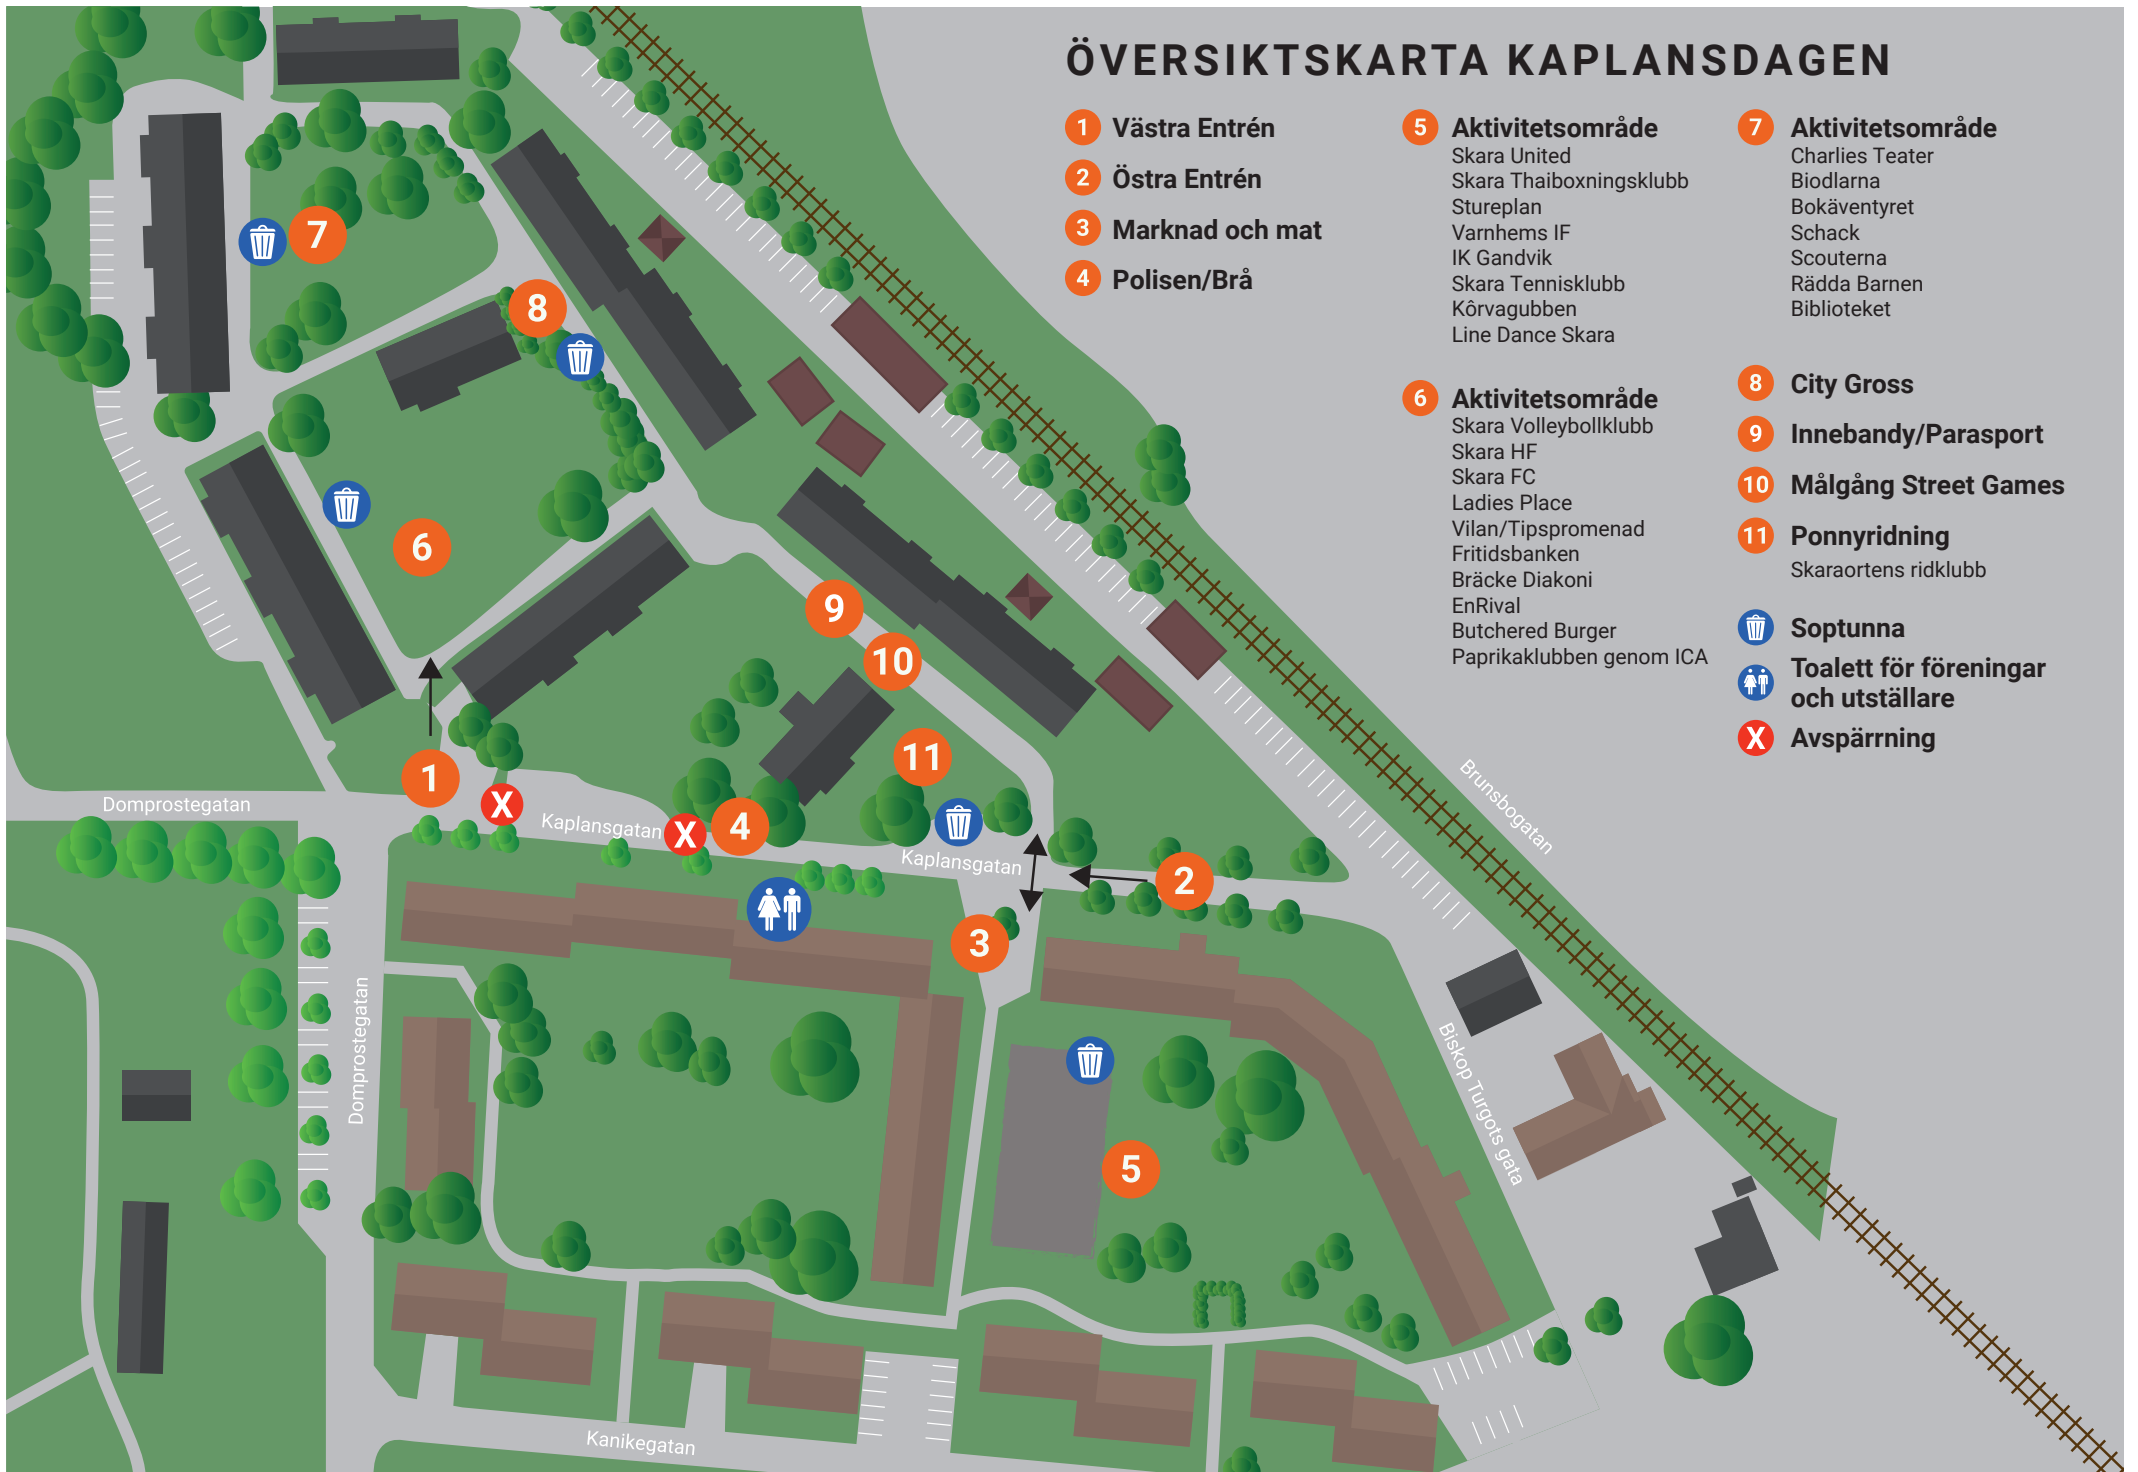 ÖVERSIKTSKARTA KAPLANSDAGEN
1 Västra Entrén
2 Östra Entrén
3 Marknad och mat
4 Polisen/Brå
5 Aktivitetsområde
Skara United
Skara Thaiboxningsklubb
Stureplan
Varnhems IF
IK Gandvik
Skara Tennisklubb
Kôrvagubben
Line Dance Skara
6 Aktivitetsområde
Skara Volleybollklubb
Skara HF
Skara FC
Ladies Place
Vilan/Tipspromenad
Fritidsbanken
Bräcke Diakoni
EnRival
Butchered Burger
Paprikaklubben genom ICA
7 Aktivitetsområde
Charlies Teater
Biodlarna
Bokäventyret
Schack
Scouterna
Rädda Barnen
Biblioteket
8 City Gross
9 Innebandy/Parasport
10 Målgång Street Games
11 Ponnyridning
Skaraortens ridklubb
Soptunna
Toalett för föreningar
och utställare
X Avspärrning
7
8
6
9
10
11
1
X
4
X
2
3
5
Domprostegatan
Kaplansgatan
Kaplansgatan
Brunsbogatan
Domprostegatan
Biskop Turgots gata
Kanikegatan